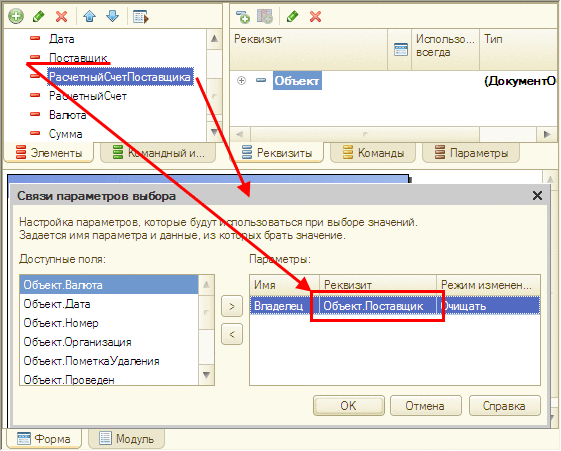 Дата
Поставщик
РасчетныйСчетПоставщика
РасчетныйСчет
Валюта
Сумма
Элементы
Командный и...
Реквизит
Использо...
всегда
Тип
Объект
(ДокументОб
Реквизиты
Команды
Параметры
Связи параметров выбора
Настройка параметров, которые будут использоваться при выборе значений.
Задается имя параметра и данные, из которых брать значение.
Доступные поля:
Объект.Валюта
Объект.Дата
Объект.Номер
Объект.Организация
Объект.ПометкаУдаления
Объект.Проведен
>
<
Параметры:
Имя Реквизит Режим изменен...
Владелец Объект.Поставщик Очищать
ОК Отмена Справка
Форма Модуль